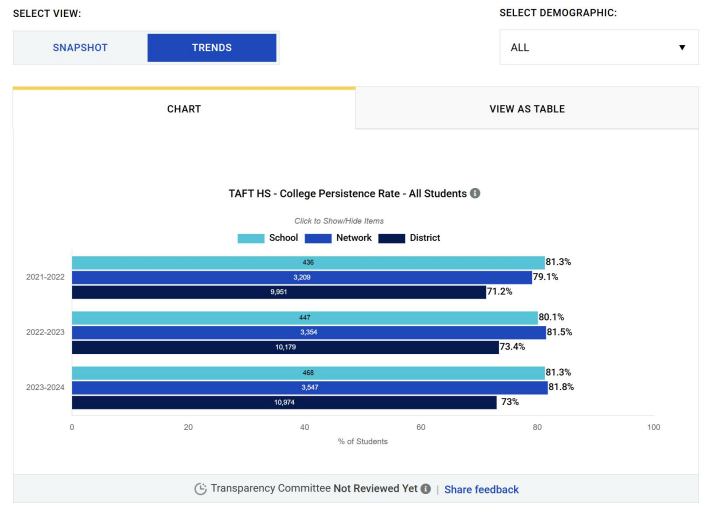 SELECT VIEW:
SELECT DEMOGRAPHIC:
SNAPSHOT
TRENDS
ALL
CHART
VIEW AS TABLE
TAFT HS - College Persistence Rate - All Students
Click to Show/Hide Items
School Network District
2021-2022
436 81.3%
3,209 79.1%
9,951 71.2%
2022-2023
447 80.1%
3,354 81.5%
10,179 73.4%
2023-2024
468 81.3%
3,547 81.8%
10,974 73%
0 20 40 60 80 100
% of Students
Transparency Committee Not Reviewed Yet | Share feedback